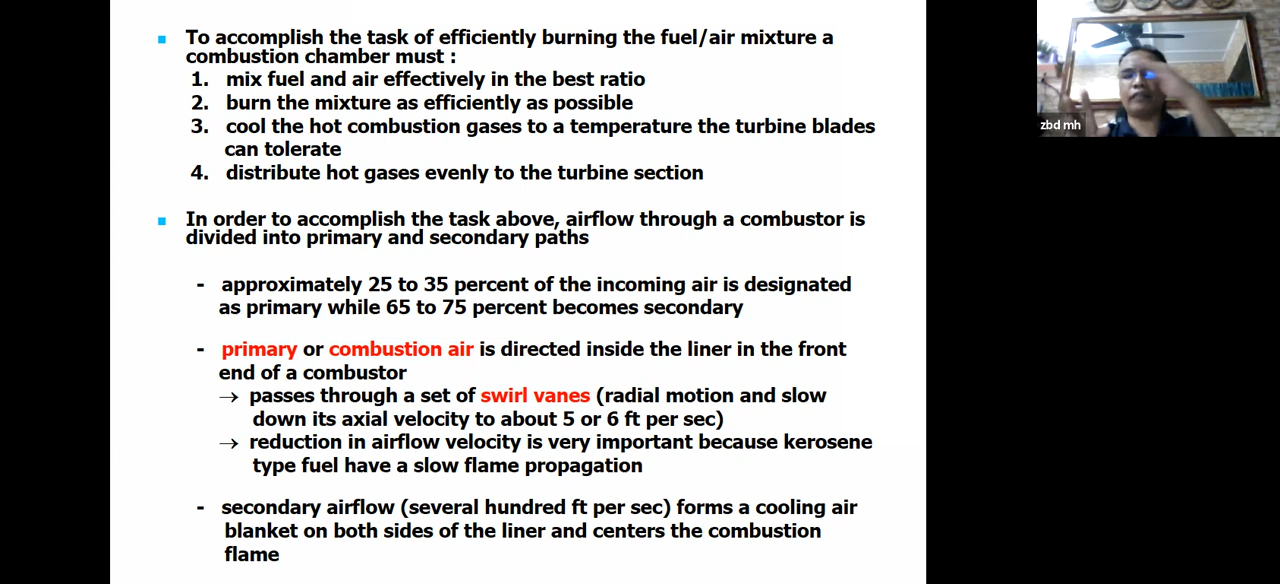 To accomplish the task of efficiently burning the fuel/air mixture a
combustion chamber must :
1. mix fuel and air effectively in the best ratio
2. burn the mixture as efficiently as possible
3. cool the hot combustion gases to a temperature the turbine blades
can tolerate
4. distribute hot gases evenly to the turbine section
In order to accomplish the task above, airflow through a combustor is
divided into primary and secondary paths
- approximately 25 to 35 percent of the incoming air is designated
as primary while 65 to 75 percent becomes secondary
- primary or combustion air is directed inside the liner in the front
end of a combustor
→ passes through a set of swirl vanes (radial motion and slow
down its axial velocity to about 5 or 6 ft per sec)
→ reduction in airflow velocity is very important because kerosene
type fuel have a slow flame propagation
- secondary airflow (several hundred ft per sec) forms a cooling air
blanket on both sides of the liner and centers the combustion
flame
zbd mh